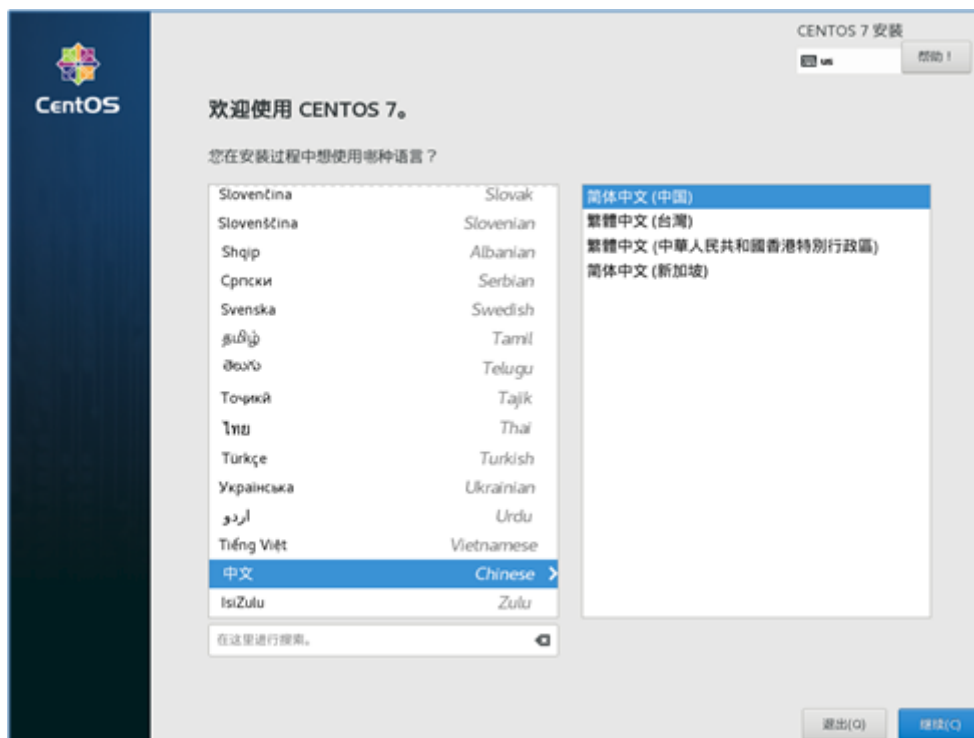 CENTOS 7 安装
us
帮助！
CentOS
欢迎使用 CENTOS 7。
您在安装过程中想使用哪种语言？
Slovenčina Slovak
Slovenščina Slovenian
Shqip Albanian
Српски Serbian
Svenska Swedish
தமிழ் Tamil
తెలుగు Telugu
Тоҷикӣ Tajik
ไทย Thai
Türkçe Turkish
Українська Ukrainian
اردو Urdu
Tiếng Việt Vietnamese
中文 Chinese
IsiZulu Zulu
简体中文 (中国)
繁體中文 (台灣)
繁體中文 (中華人民共和國香港特別行政區)
简体中文 (新加坡)
在这里进行搜索。
退出(Q)
继续(C)